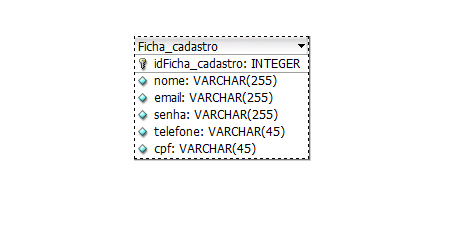 Ficha_cadastro
idFicha_cadastro: INTEGER
nome: VARCHAR(255)
email: VARCHAR(255)
senha: VARCHAR(255)
telefone: VARCHAR(45)
cpf: VARCHAR(45)